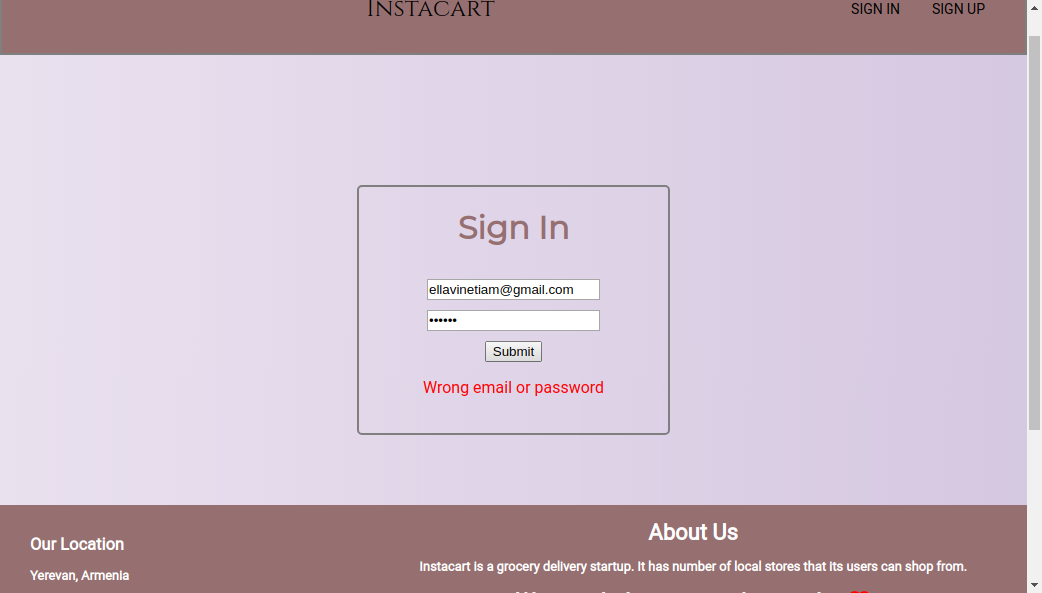 Instacart
SIGN IN SIGN UP
Sign In
ellavinetiam@gmail.com
••••••
Submit
Wrong email or password
Our Location
Yerevan, Armenia
About Us
Instacart is a grocery delivery startup. It has number of local stores that its users can shop from.